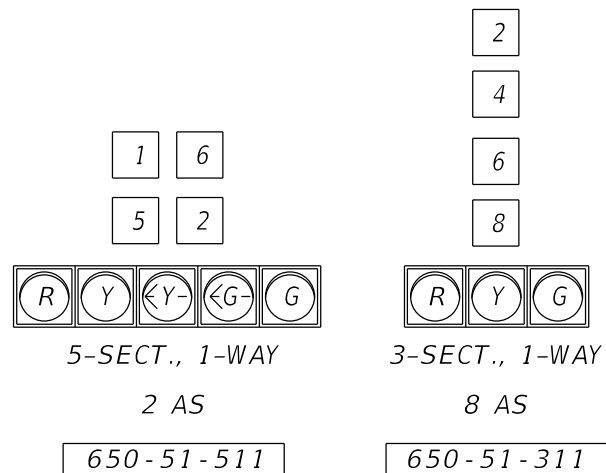 1 6
5 2
R Y <Y- <G- G
5-SECT., 1-WAY
2 AS
650-51-511
2
4
6
8
R Y G
3-SECT., 1-WAY
8 AS
650-51-311